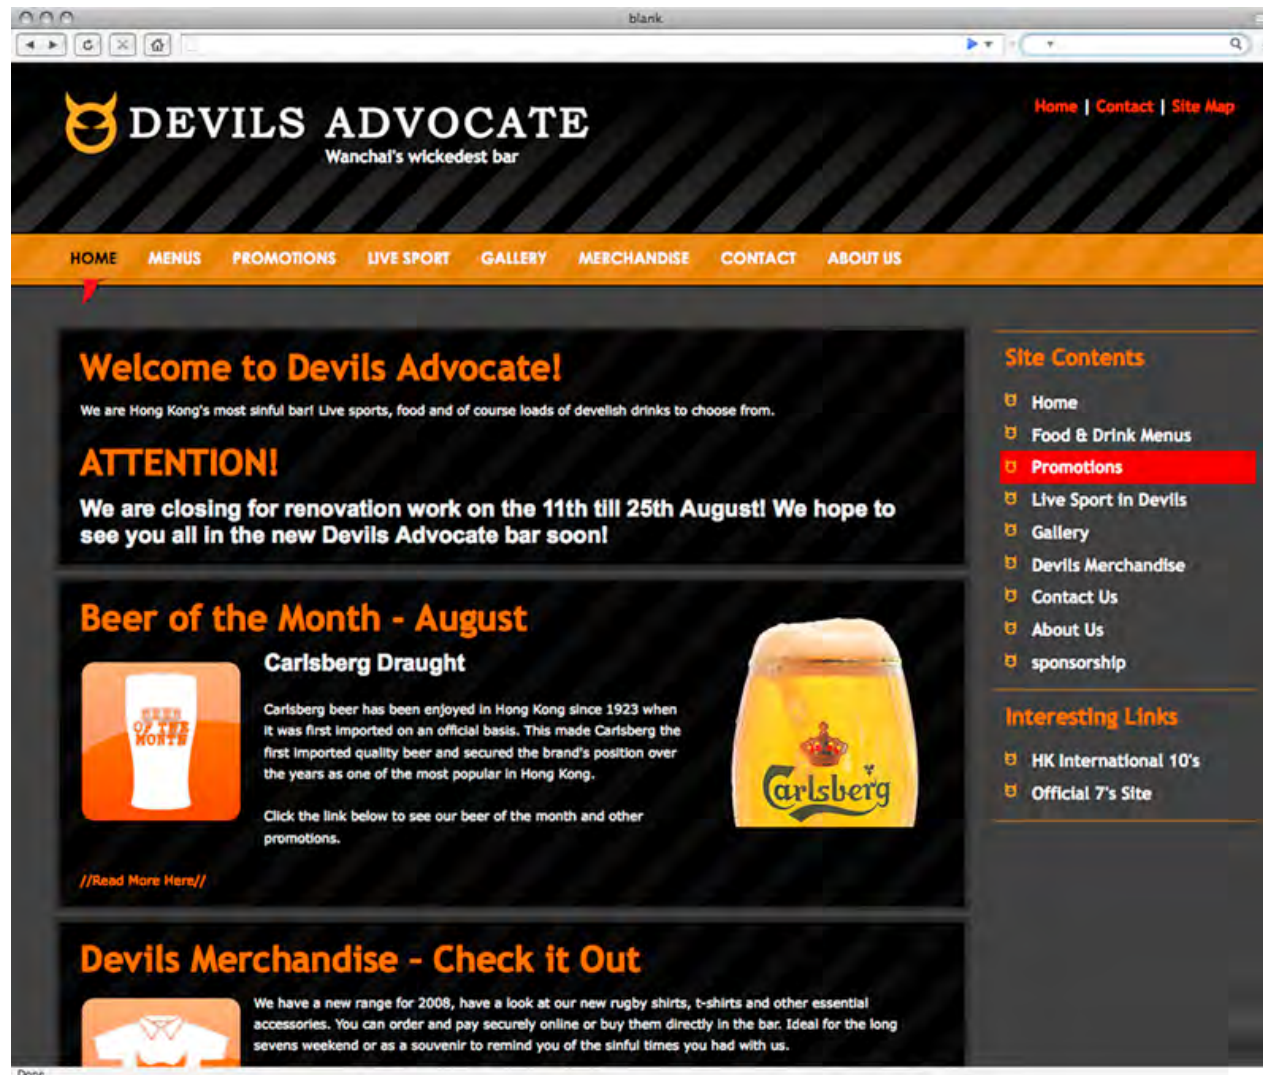 blank
DEVILS ADVOCATE
Wanchai's wickedest bar
Home | Contact | Site Map
HOME MENUS PROMOTIONS LIVE SPORT GALLERY MERCHANDISE CONTACT ABOUT US
Welcome to Devils Advocate!
We are Hong Kong's most sinful bar! Live sports, food and of course loads of develish drinks to choose from.
ATTENTION!
We are closing for renovation work on the 11th till 25th August! We hope to
see you all in the new Devils Advocate bar soon!
Beer of the Month - August
BEER
OF THE
MONTH
Carlsberg Draught
Carlsberg beer has been enjoyed in Hong Kong since 1923 when
it was first imported on an official basis. This made Carlsberg the
first imported quality beer and secured the brand's position over
the years as one of the most popular in Hong Kong.
Click the link below to see our beer of the month and other
promotions.
Carlsberg
//Read More Here//
Devils Merchandise - Check it Out
We have a new range for 2008, have a look at our new rugby shirts, t-shirts and other essential
accessories. You can order and pay securely online or buy them directly in the bar. Ideal for the long
sevens weekend or as a souvenir to remind you of the sinful times you had with us.
Site Contents
Home
Food & Drink Menus
Promotions
Live Sport in Devils
Gallery
Devils Merchandise
Contact Us
About Us
sponsorship
Interesting Links
HK International 10's
Official 7's Site
Done